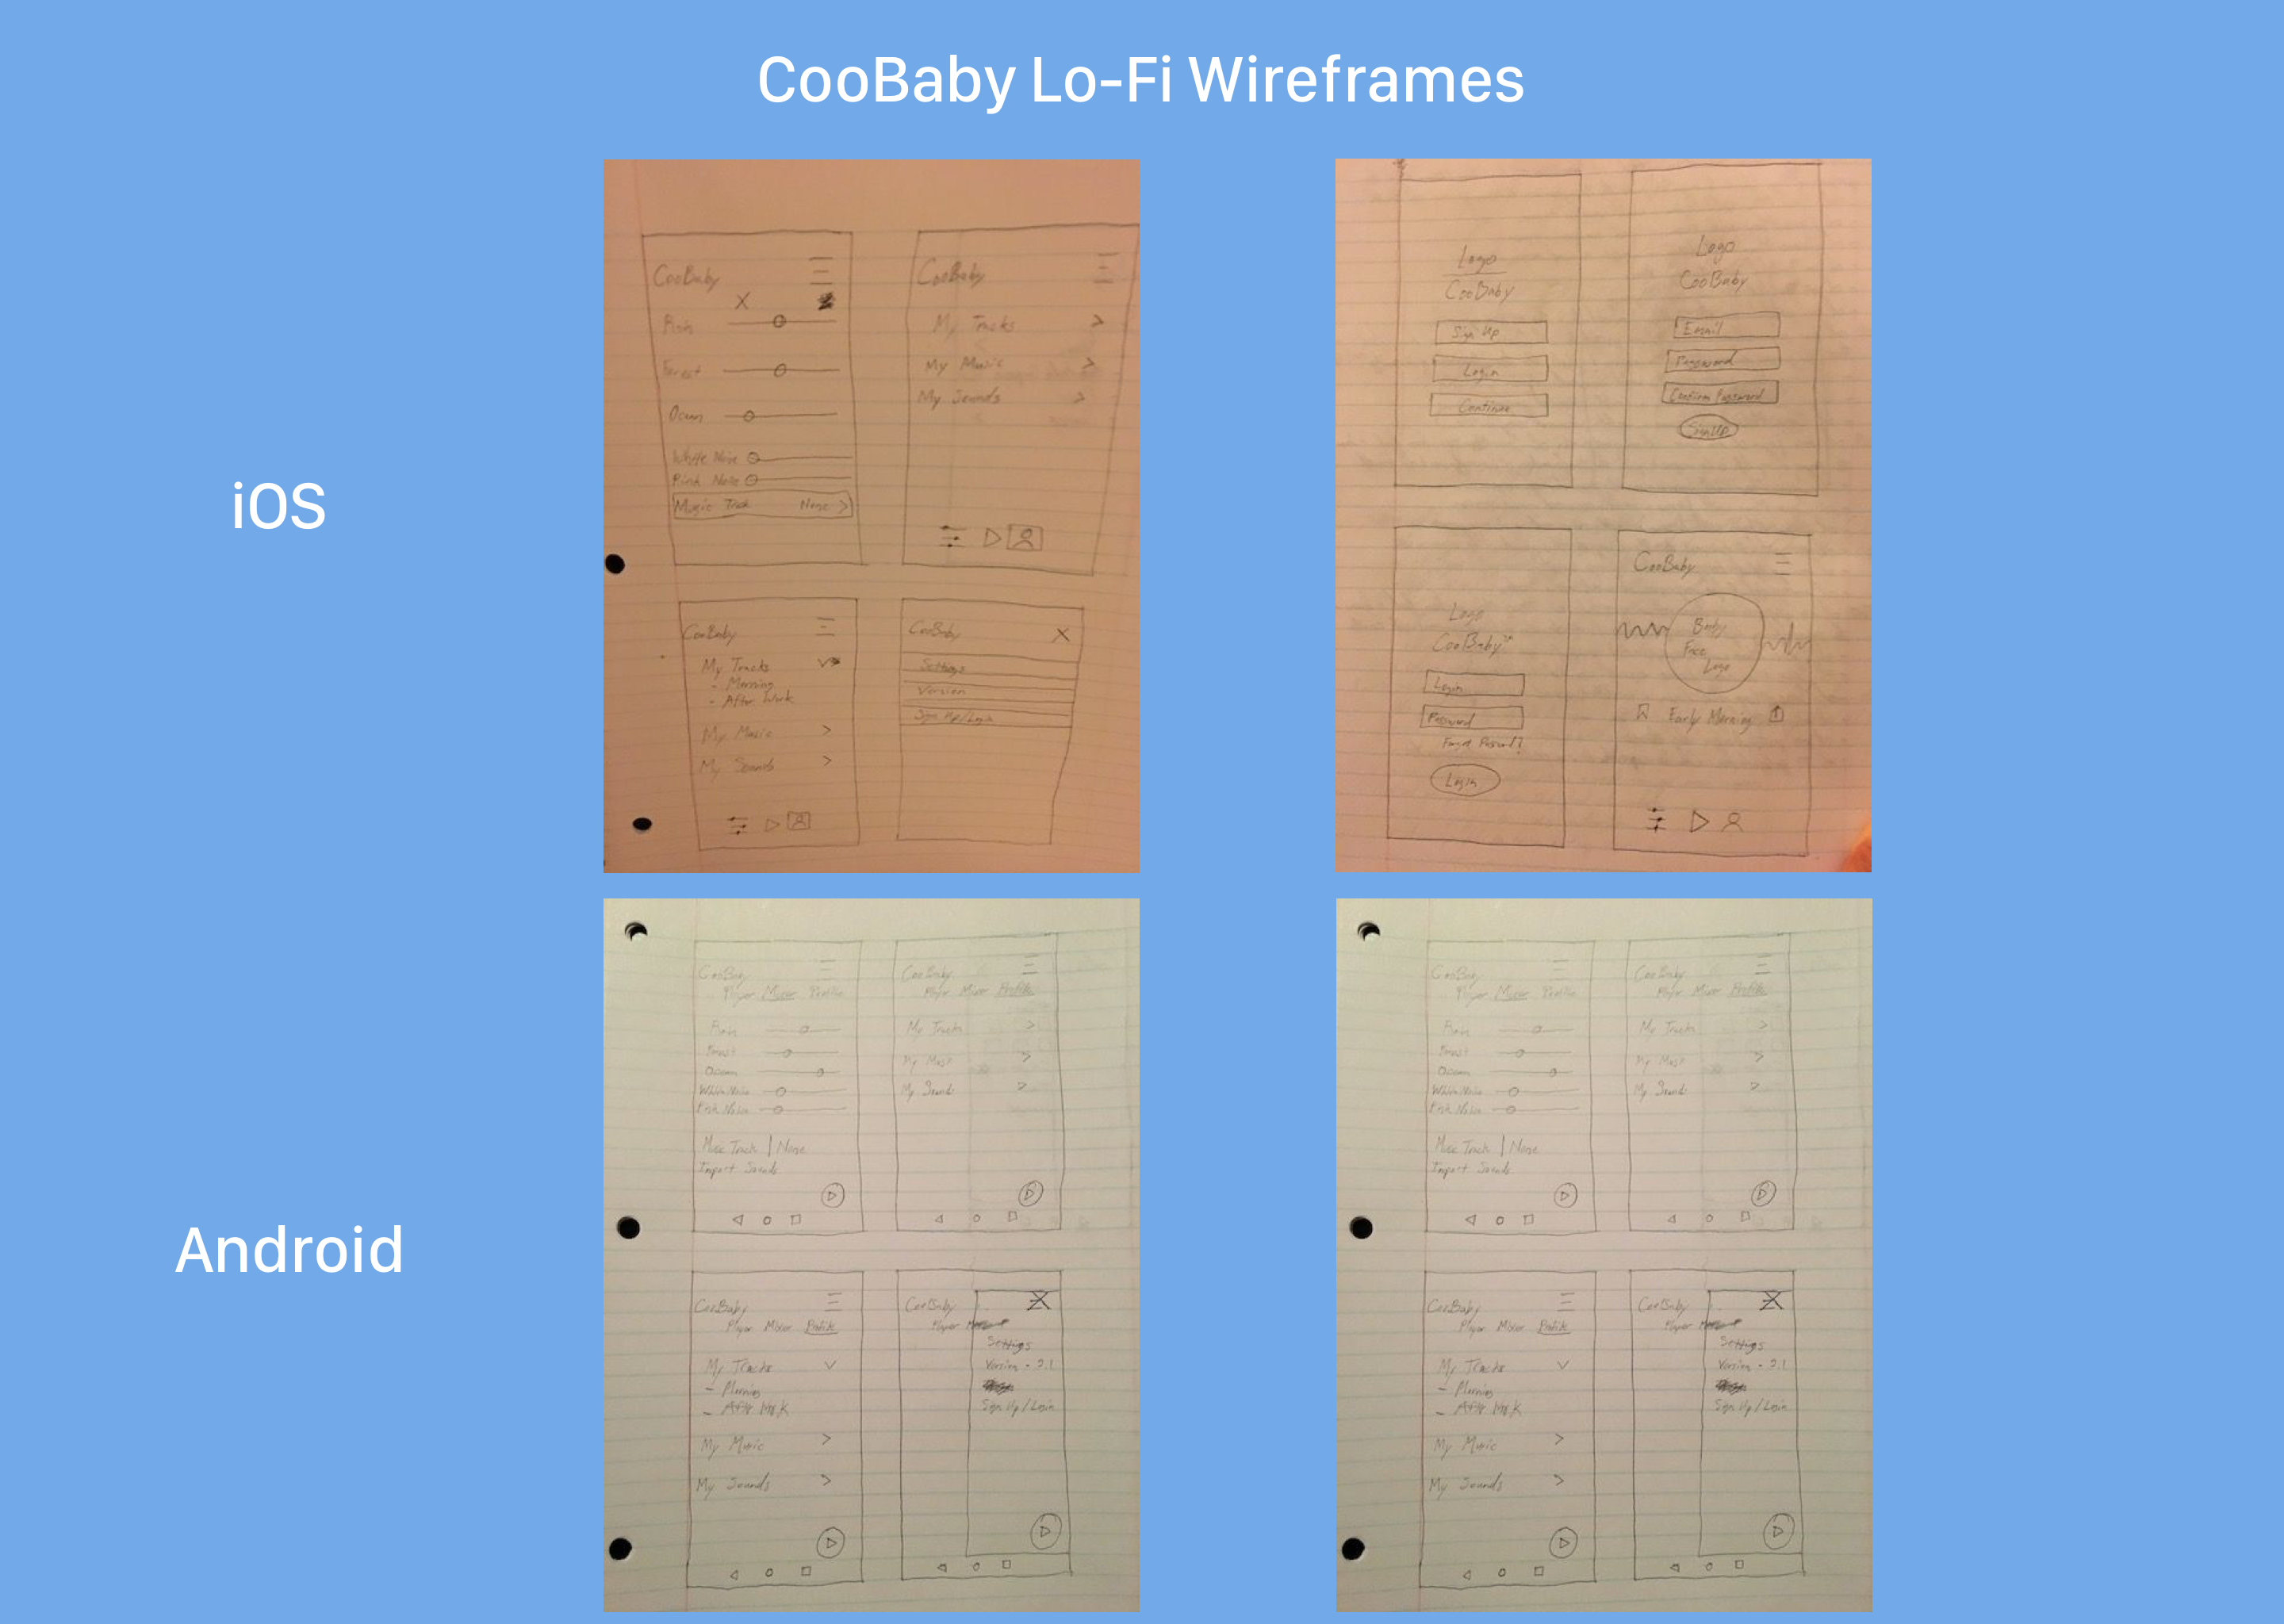 CooBaby Lo-Fi Wireframes
iOS
CooBaby
X
Rain
Forest
Ocean
White Noise
Pink Noise
Music Track None >
CooBaby
My Tracks >
My Music >
My Sounds >
CooBaby
My Tracks
- Morning
- After Work
My Music >
My Sounds >
CooBaby X
Settings
Version
Sign Up/Login
Logo
CooBaby
Sign Up
Login
Continue
Logo
CooBaby
Email
Password
Confirm Password
Sign Up
Logo
CooBaby
Login
Password
Forgot Password?
Login
CooBaby
Baby
Face
Logo
Early Morning
Android
CooBaby
Player Mixer Profile
Rain
Forest
Ocean
White Noise
Pink Noise
Music Track | None
Import Sounds
CooBaby
Player Mixer Profile
My Tracks >
My Music >
My Sounds >
CooBaby
Player Mixer Profile
My Tracks
- Morning
- After Work
My Music >
My Sounds >
CooBaby X
Player
Settings
Version - 2.1
Sign Up/Login
CooBaby
Player Mixer Profile
Rain
Forest
Ocean
White Noise
Pink Noise
Music Track | None
Import Sounds
CooBaby
Player Mixer Profile
My Tracks >
My Music >
My Sounds >
CooBaby
Player Mixer Profile
My Tracks
- Morning
- After Work
My Music >
My Sounds >
CooBaby X
Player
Settings
Version - 2.1
Sign Up/Login